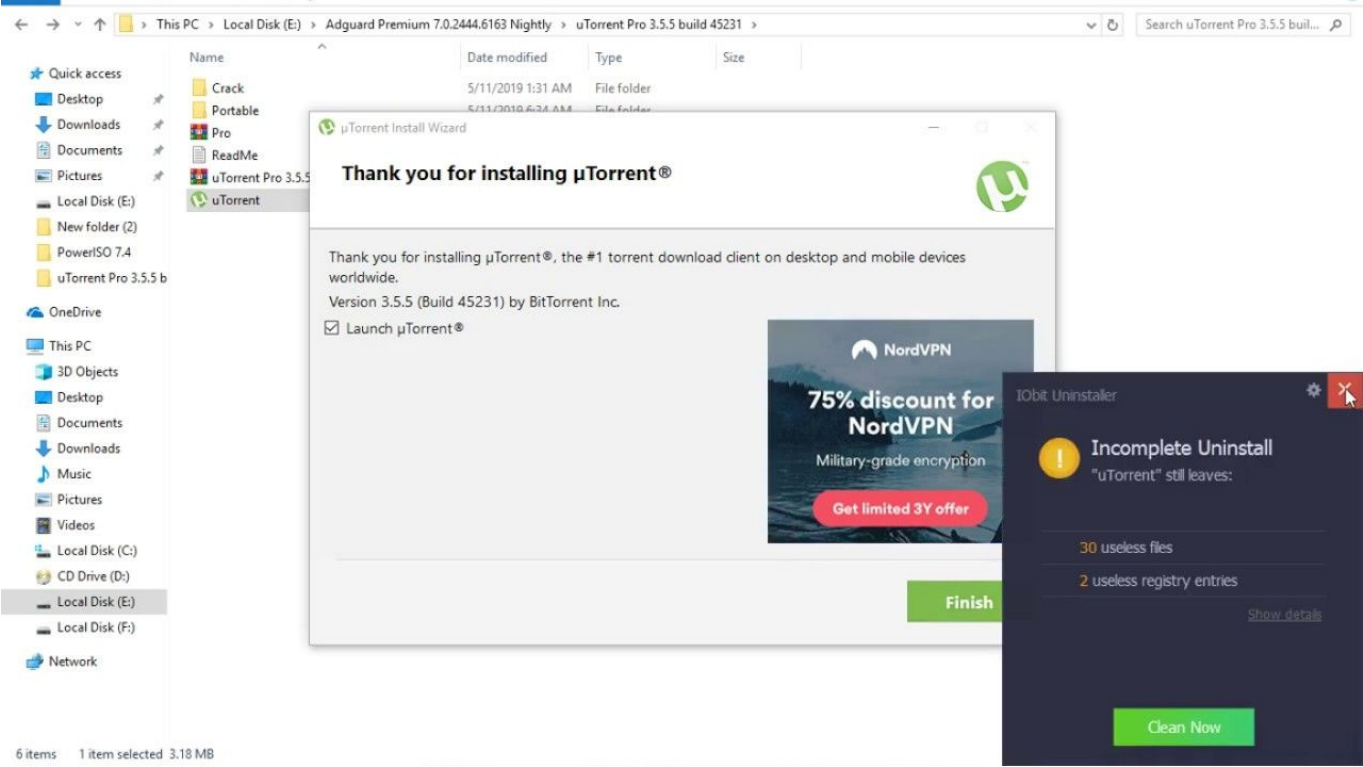 This PC > Local Disk (E:) > Adguard Premium 7.0.2444.6163 Nightly > uTorrent Pro 3.5.5 build 45231 >
Search uTorrent Pro 3.5.5 buil...
Name Date modified Type Size
Quick access
Desktop
Downloads
Documents
Pictures
Local Disk (E:)
New folder (2)
PowerISO 7.4
uTorrent Pro 3.5.5 b
OneDrive
This PC
3D Objects
Desktop
Documents
Downloads
Music
Pictures
Videos
Local Disk (C:)
CD Drive (D:)
Local Disk (E:)
Local Disk (F:)
Network
Crack 5/11/2019 1:31 AM File folder
Portable 5/11/2019 6:34 AM File folder
Pro
ReadMe
uTorrent Pro 3.5.5
uTorrent
µTorrent Install Wizard
Thank you for installing µTorrent®
Thank you for installing µTorrent®, the #1 torrent download client on desktop and mobile devices
worldwide.
Version 3.5.5 (Build 45231) by BitTorrent Inc.
Launch µTorrent®
NordVPN
75% discount for
NordVPN
Military-grade encryption
Get limited 3Y offer
Finish
IObit Uninstaller
Incomplete Uninstall
"uTorrent" still leaves:
30 useless files
2 useless registry entries
Show details
Clean Now
6 items 1 item selected 3.18 MB